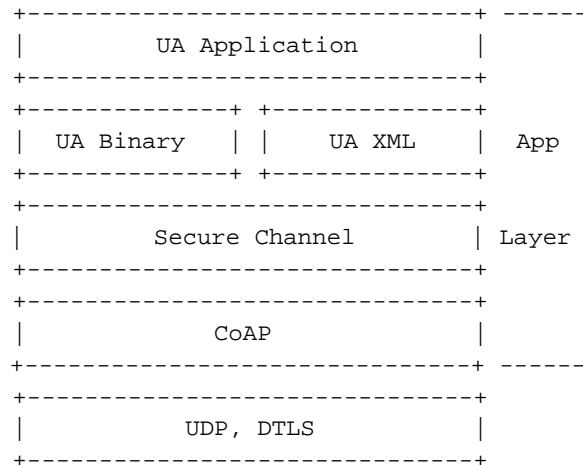 +-------------------------------+ ------
|         UA Application        |
+-------------------------------+
+--------------+ +--------------+
|  UA Binary   | |    UA XML    |  App
+--------------+ +--------------+
+-------------------------------+
|         Secure Channel        | Layer
+-------------------------------+
+-------------------------------+
|             CoAP              |
+-------------------------------+ ------
+-------------------------------+
|           UDP, DTLS           |
+-------------------------------+